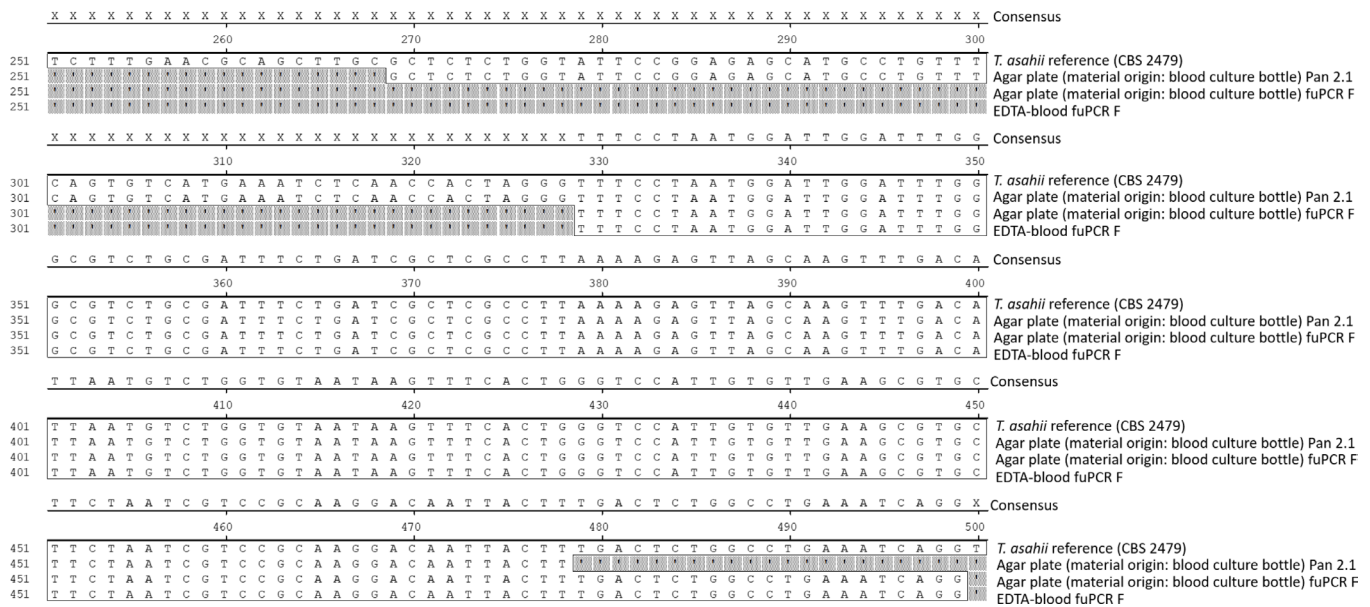 X X X X X X X X X X X X X X X X X X X X X X X X X X X X X X X X X X X X X X X X X X X X X X X X X X Consensus
260 270 280 290 300
251 T C T T T G A A C G C A G C T T G C G C T C T C T G G T A T T C C G G A G A G C A T G C C T G T T T T. asahii reference (CBS 2479)
251 ' ' ' ' ' ' ' ' ' ' ' ' ' ' ' ' ' ' G C T C T C T G G T A T T C C G G A G A G C A T G C C T G T T T Agar plate (material origin: blood culture bottle) Pan 2.1
251 ' ' ' ' ' ' ' ' ' ' ' ' ' ' ' ' ' ' ' ' ' ' ' ' ' ' ' ' ' ' ' ' ' ' ' ' ' ' ' ' ' ' ' ' ' ' ' ' ' ' Agar plate (material origin: blood culture bottle) fuPCR F
251 ' ' ' ' ' ' ' ' ' ' ' ' ' ' ' ' ' ' ' ' ' ' ' ' ' ' ' ' ' ' ' ' ' ' ' ' ' ' ' ' ' ' ' ' ' ' ' ' ' ' EDTA-blood fuPCR F
X X X X X X X X X X X X X X X X X X X X X X X X X X X X T T T C C T A A T G G A T T G G A T T T G G Consensus
310 320 330 340 350
301 C A G T G T C A T G A A A T C T C A A C C A C T A G G G T T T C C T A A T G G A T T G G A T T T G G T. asahii reference (CBS 2479)
301 C A G T G T C A T G A A A T C T C A A C C A C T A G G G T T T C C T A A T G G A T T G G A T T T G G Agar plate (material origin: blood culture bottle) Pan 2.1
301 ' ' ' ' ' ' ' ' ' ' ' ' ' ' ' ' ' ' ' ' ' ' ' ' ' ' ' ' T T T C C T A A T G G A T T G G A T T T G G Agar plate (material origin: blood culture bottle) fuPCR F
301 ' ' ' ' ' ' ' ' ' ' ' ' ' ' ' ' ' ' ' ' ' ' ' ' ' ' ' ' T T T C C T A A T G G A T T G G A T T T G G EDTA-blood fuPCR F
G C G T C T G C G A T T T C T G A T C G C T C G C C T T A A A A G A G T T A G C A A G T T T G A C A Consensus
360 370 380 390 400
351 G C G T C T G C G A T T T C T G A T C G C T C G C C T T A A A A G A G T T A G C A A G T T T G A C A T. asahii reference (CBS 2479)
351 G C G T C T G C G A T T T C T G A T C G C T C G C C T T A A A A G A G T T A G C A A G T T T G A C A Agar plate (material origin: blood culture bottle) Pan 2.1
351 G C G T C T G C G A T T T C T G A T C G C T C G C C T T A A A A G A G T T A G C A A G T T T G A C A Agar plate (material origin: blood culture bottle) fuPCR F
351 G C G T C T G C G A T T T C T G A T C G C T C G C C T T A A A A G A G T T A G C A A G T T T G A C A EDTA-blood fuPCR F
T T A A T G T C T G G T G T A A T A A G T T T C A C T G G G T C C A T T G T G T T G A A G C G T G C Consensus
410 420 430 440 450
401 T T A A T G T C T G G T G T A A T A A G T T T C A C T G G G T C C A T T G T G T T G A A G C G T G C T. asahii reference (CBS 2479)
401 T T A A T G T C T G G T G T A A T A A G T T T C A C T G G G T C C A T T G T G T T G A A G C G T G C Agar plate (material origin: blood culture bottle) Pan 2.1
401 T T A A T G T C T G G T G T A A T A A G T T T C A C T G G G T C C A T T G T G T T G A A G C G T G C Agar plate (material origin: blood culture bottle) fuPCR F
401 T T A A T G T C T G G T G T A A T A A G T T T C A C T G G G T C C A T T G T G T T G A A G C G T G C EDTA-blood fuPCR F
T T C T A A T C G T C C G C A A G G A C A A T T A C T T T G A C T C T G G C C T G A A A T C A G G X Consensus
460 470 480 490 500
451 T T C T A A T C G T C C G C A A G G A C A A T T A C T T T G A C T C T G G C C T G A A A T C A G G T T. asahii reference (CBS 2479)
451 T T C T A A T C G T C C G C A A G G A C A A T T A C T T ' ' ' ' ' ' ' ' ' ' ' ' ' ' ' ' ' ' ' ' ' ' Agar plate (material origin: blood culture bottle) Pan 2.1
451 T T C T A A T C G T C C G C A A G G A C A A T T A C T T T G A C T C T G G C C T G A A A T C A G G ' Agar plate (material origin: blood culture bottle) fuPCR F
451 T T C T A A T C G T C C G C A A G G A C A A T T A C T T T G A C T C T G G C C T G A A A T C A G G ' EDTA-blood fuPCR F